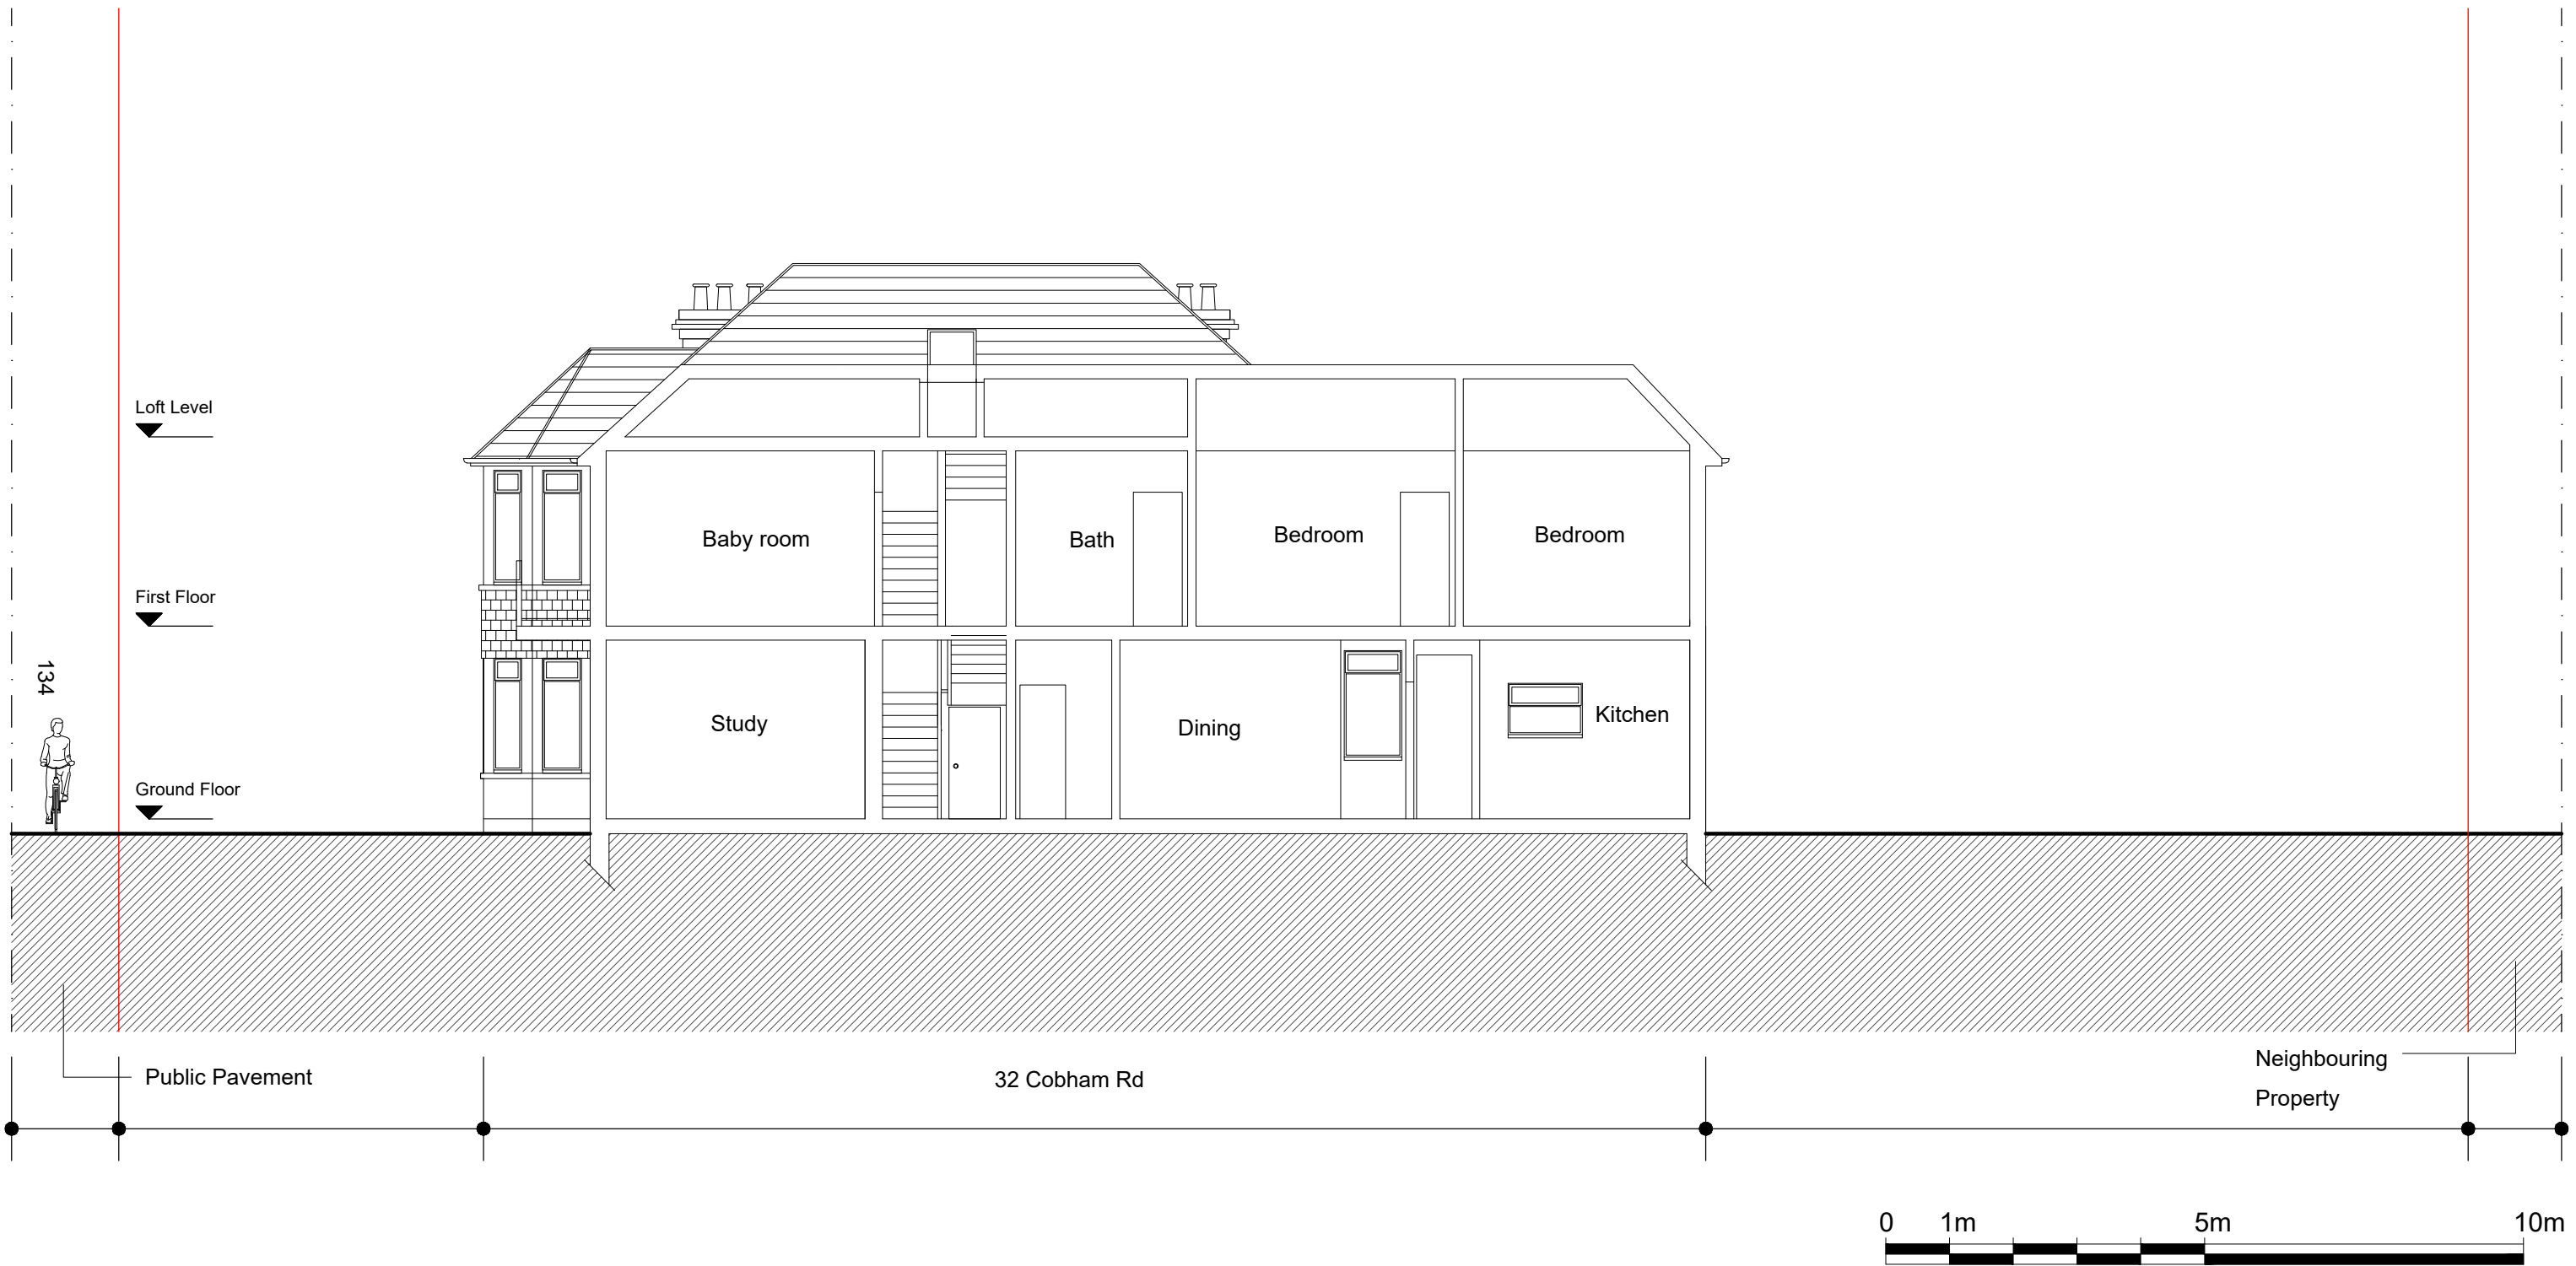 Loft Level
Baby room
Bath
Bedroom
Bedroom
First Floor
134
Study
Dining
Kitchen
Ground Floor
Public Pavement
32 Cobham Rd
Neighbouring
Property
0 1m 5m 10m